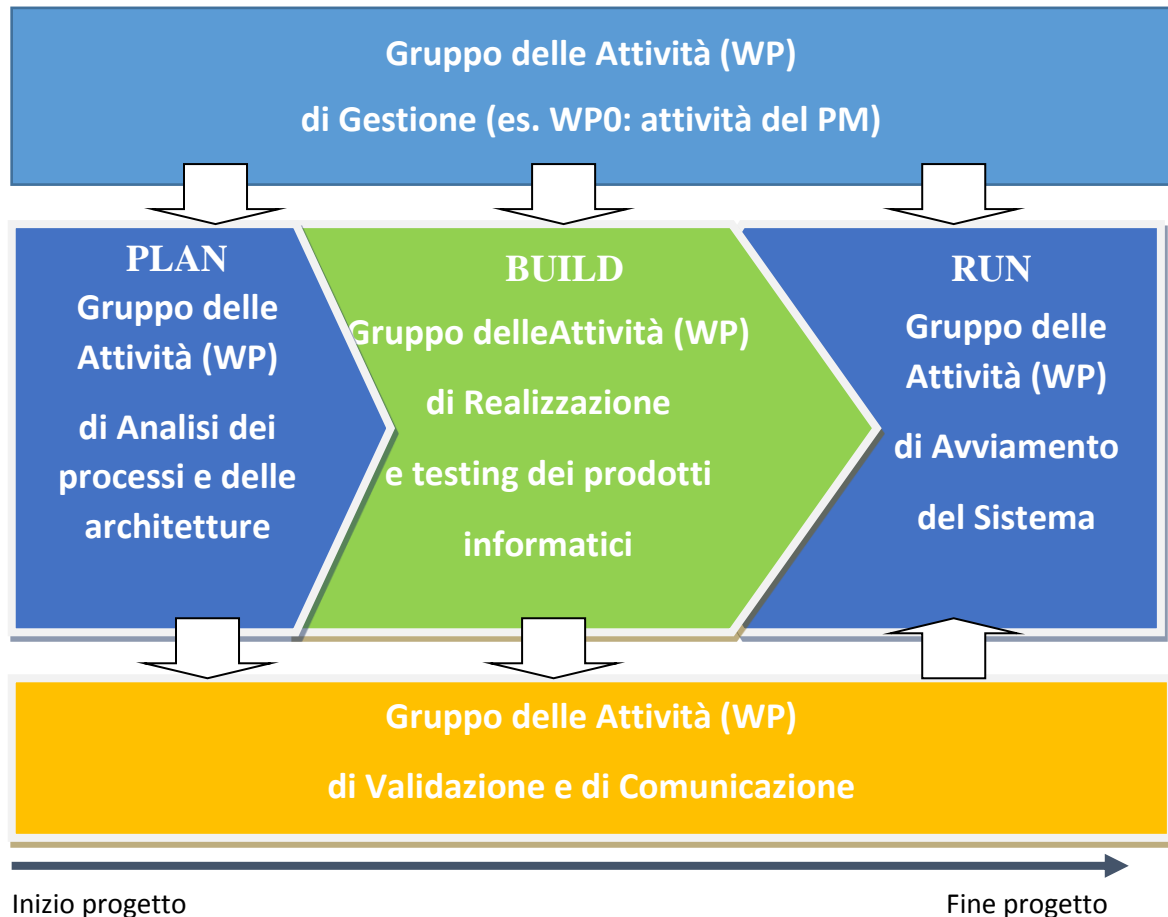 Gruppo delle Attività (WP)
di Gestione (es. WP0: attività del PM)
PLAN
Gruppo delle
Attività (WP)
di Analisi dei
processi e delle
architetture
BUILD
Gruppo delleAttività (WP)
di Realizzazione
e testing dei prodotti
informatici
RUN
Gruppo delle
Attività (WP)
di Avviamento
del Sistema
Gruppo delle Attività (WP)
di Validazione e di Comunicazione
Inizio progetto
Fine progetto